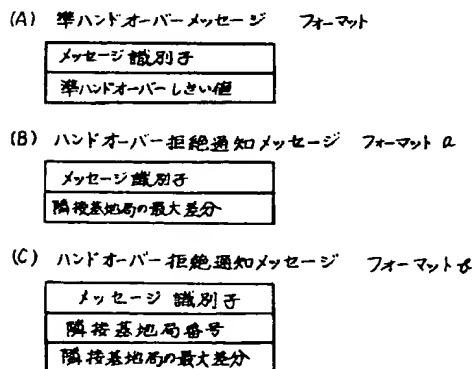 (A) 準ハンドオーバーメッセージ フォーマット
メッセージ識別子
準ハンドオーバーしきい値
(B) ハンドオーバー拒絶通知メッセージ フォーマット a
メッセージ識別子
隣接基地局の最大差分
(C) ハンドオーバー拒絶通知メッセージ フォーマット b
メッセージ識別子
隣接基地局番号
隣接基地局の最大差分